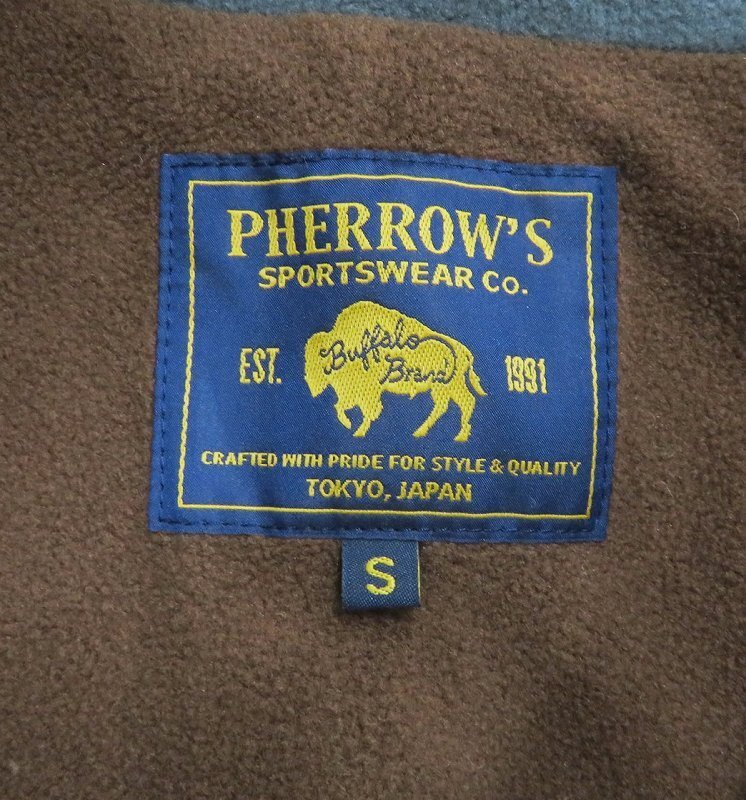 PHERROW'S
SPORTSWEAR CO.
Buffalo
Brand
EST. 1991
CRAFTED WITH PRIDE FOR STYLE & QUALITY
TOKYO, JAPAN
S